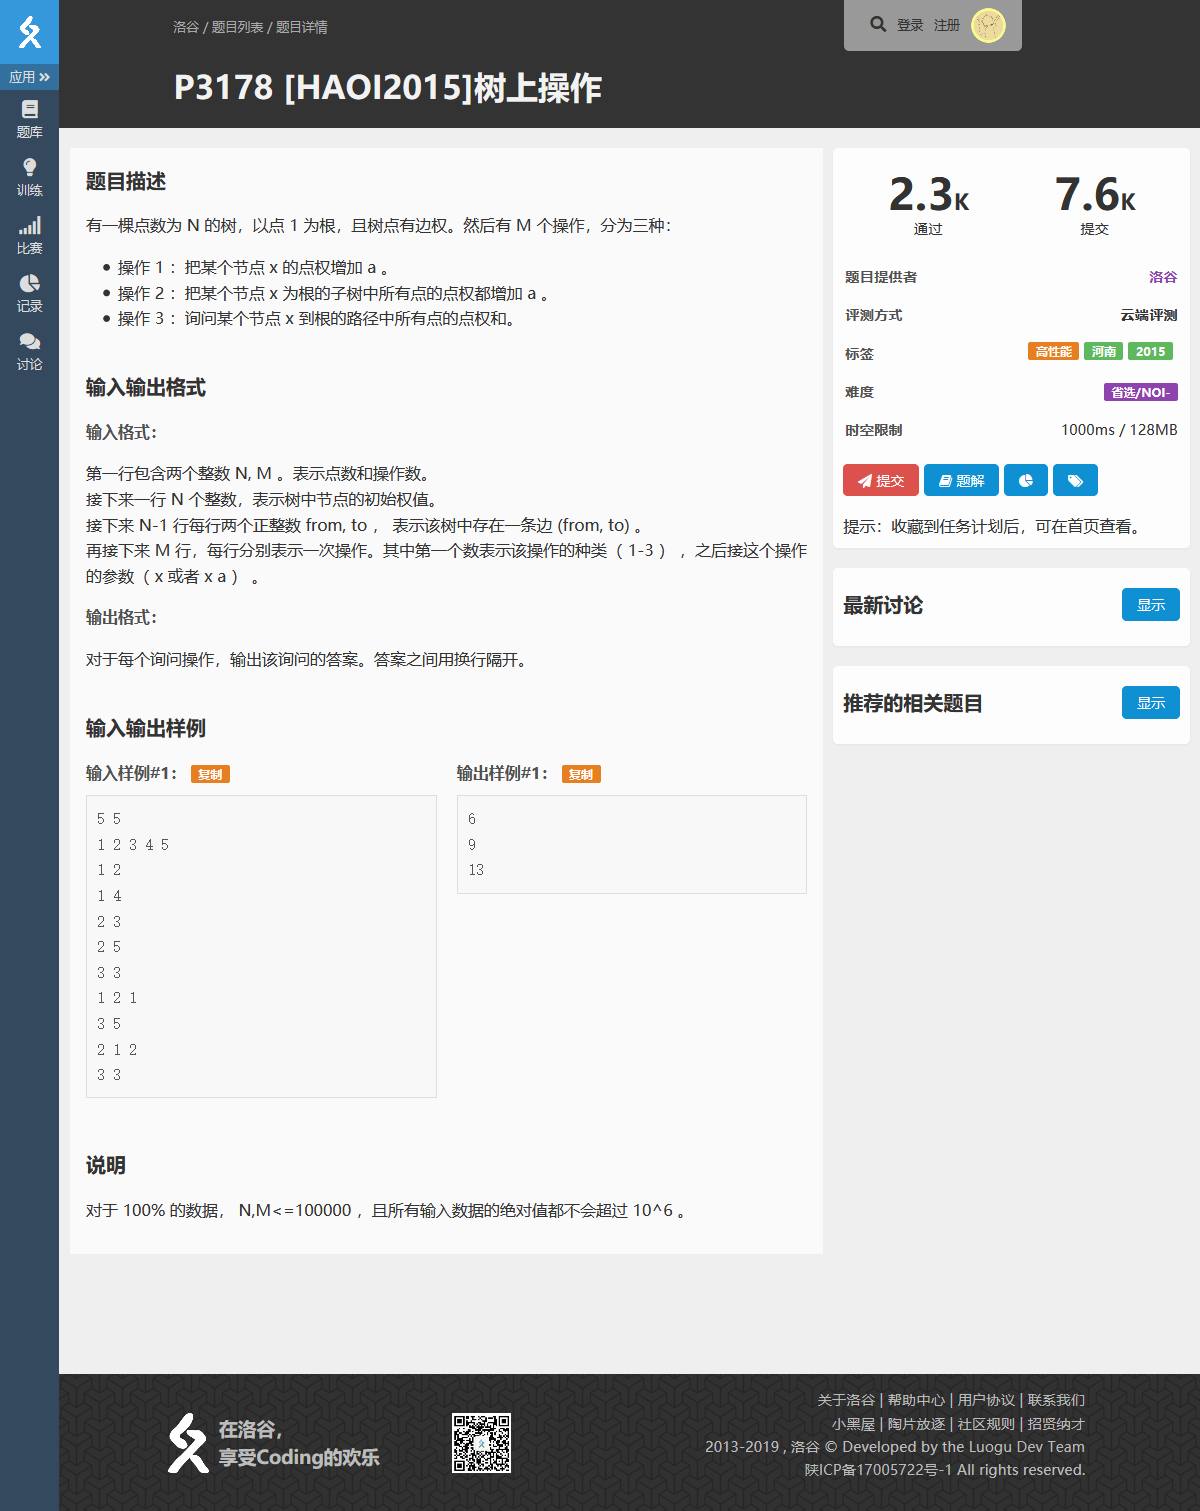 洛谷 / 题目列表 / 题目详情
登录 注册
P3178 [HAOI2015]树上操作
应用
题库
训练
比赛
记录
讨论
题目描述
有一棵点数为 N 的树，以点 1 为根，且树点有边权。然后有 M 个操作，分为三种：
• 操作 1 ：把某个节点 x 的点权增加 a 。
• 操作 2 ：把某个节点 x 为根的子树中所有点的点权都增加 a 。
• 操作 3 ：询问某个节点 x 到根的路径中所有点的点权和。
输入输出格式
输入格式：
第一行包含两个整数 N, M 。表示点数和操作数。
接下来一行 N 个整数，表示树中节点的初始权值。
接下来 N-1 行每行两个正整数 from, to ， 表示该树中存在一条边 (from, to) 。
再接下来 M 行，每行分别表示一次操作。其中第一个数表示该操作的种类（ 1-3 ） ，之后接这个操作
的参数（ x 或者 x a ） 。
输出格式：
对于每个询问操作，输出该询问的答案。答案之间用换行隔开。
输入输出样例
输入样例#1： 复制
5 5
1 2 3 4 5
1 2
1 4
2 3
2 5
3 3
1 2 1
3 5
2 1 2
3 3
输出样例#1： 复制
6
9
13
说明
对于 100% 的数据， N,M<=100000 ，且所有输入数据的绝对值都不会超过 10^6 。
2.3K
通过
7.6K
提交
题目提供者 洛谷
评测方式 云端评测
标签 高性能 河南 2015
难度 省选/NOI-
时空限制 1000ms / 128MB
提交 题解
提示：收藏到任务计划后，可在首页查看。
最新讨论 显示
推荐的相关题目 显示
在洛谷，
享受Coding的欢乐
关于洛谷 | 帮助中心 | 用户协议 | 联系我们
小黑屋 | 陶片放逐 | 社区规则 | 招贤纳才
2013-2019 , 洛谷 © Developed by the Luogu Dev Team
陕ICP备17005722号-1 All rights reserved.